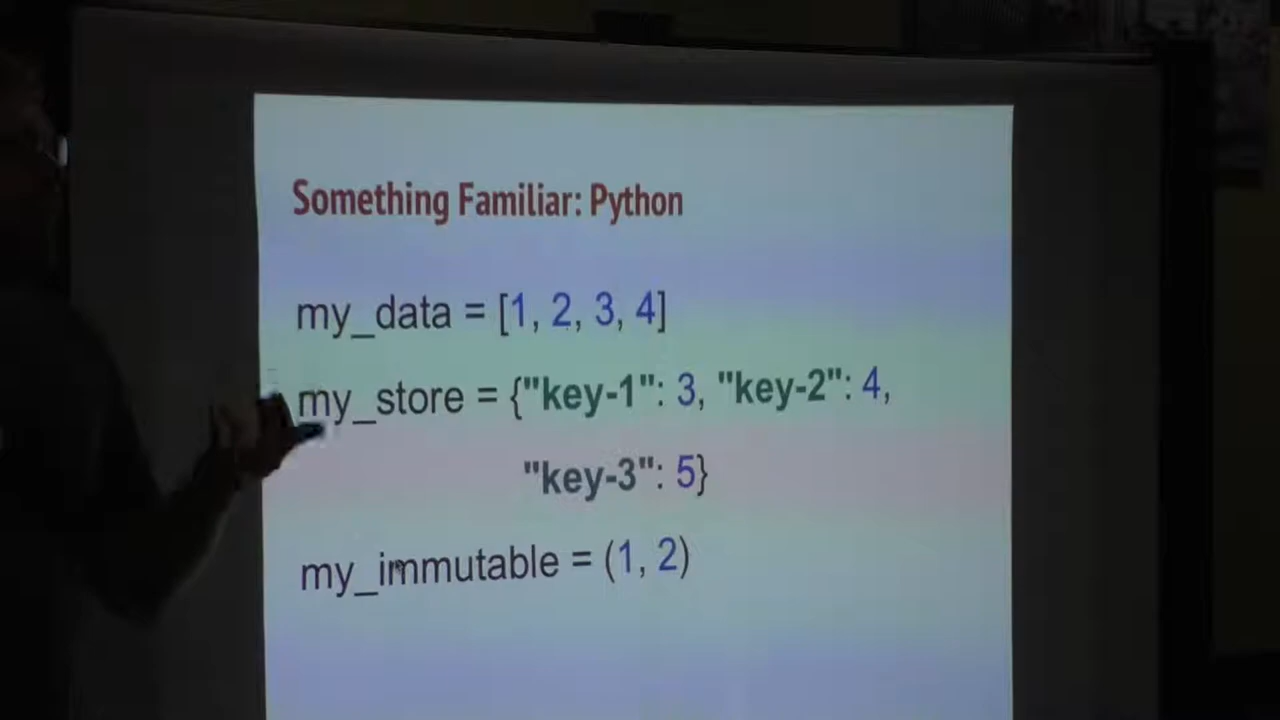 Something Familiar: Python
my_data = [1, 2, 3, 4]
my_store = {"key-1": 3, "key-2": 4,
"key-3": 5}
my_immutable = (1, 2)